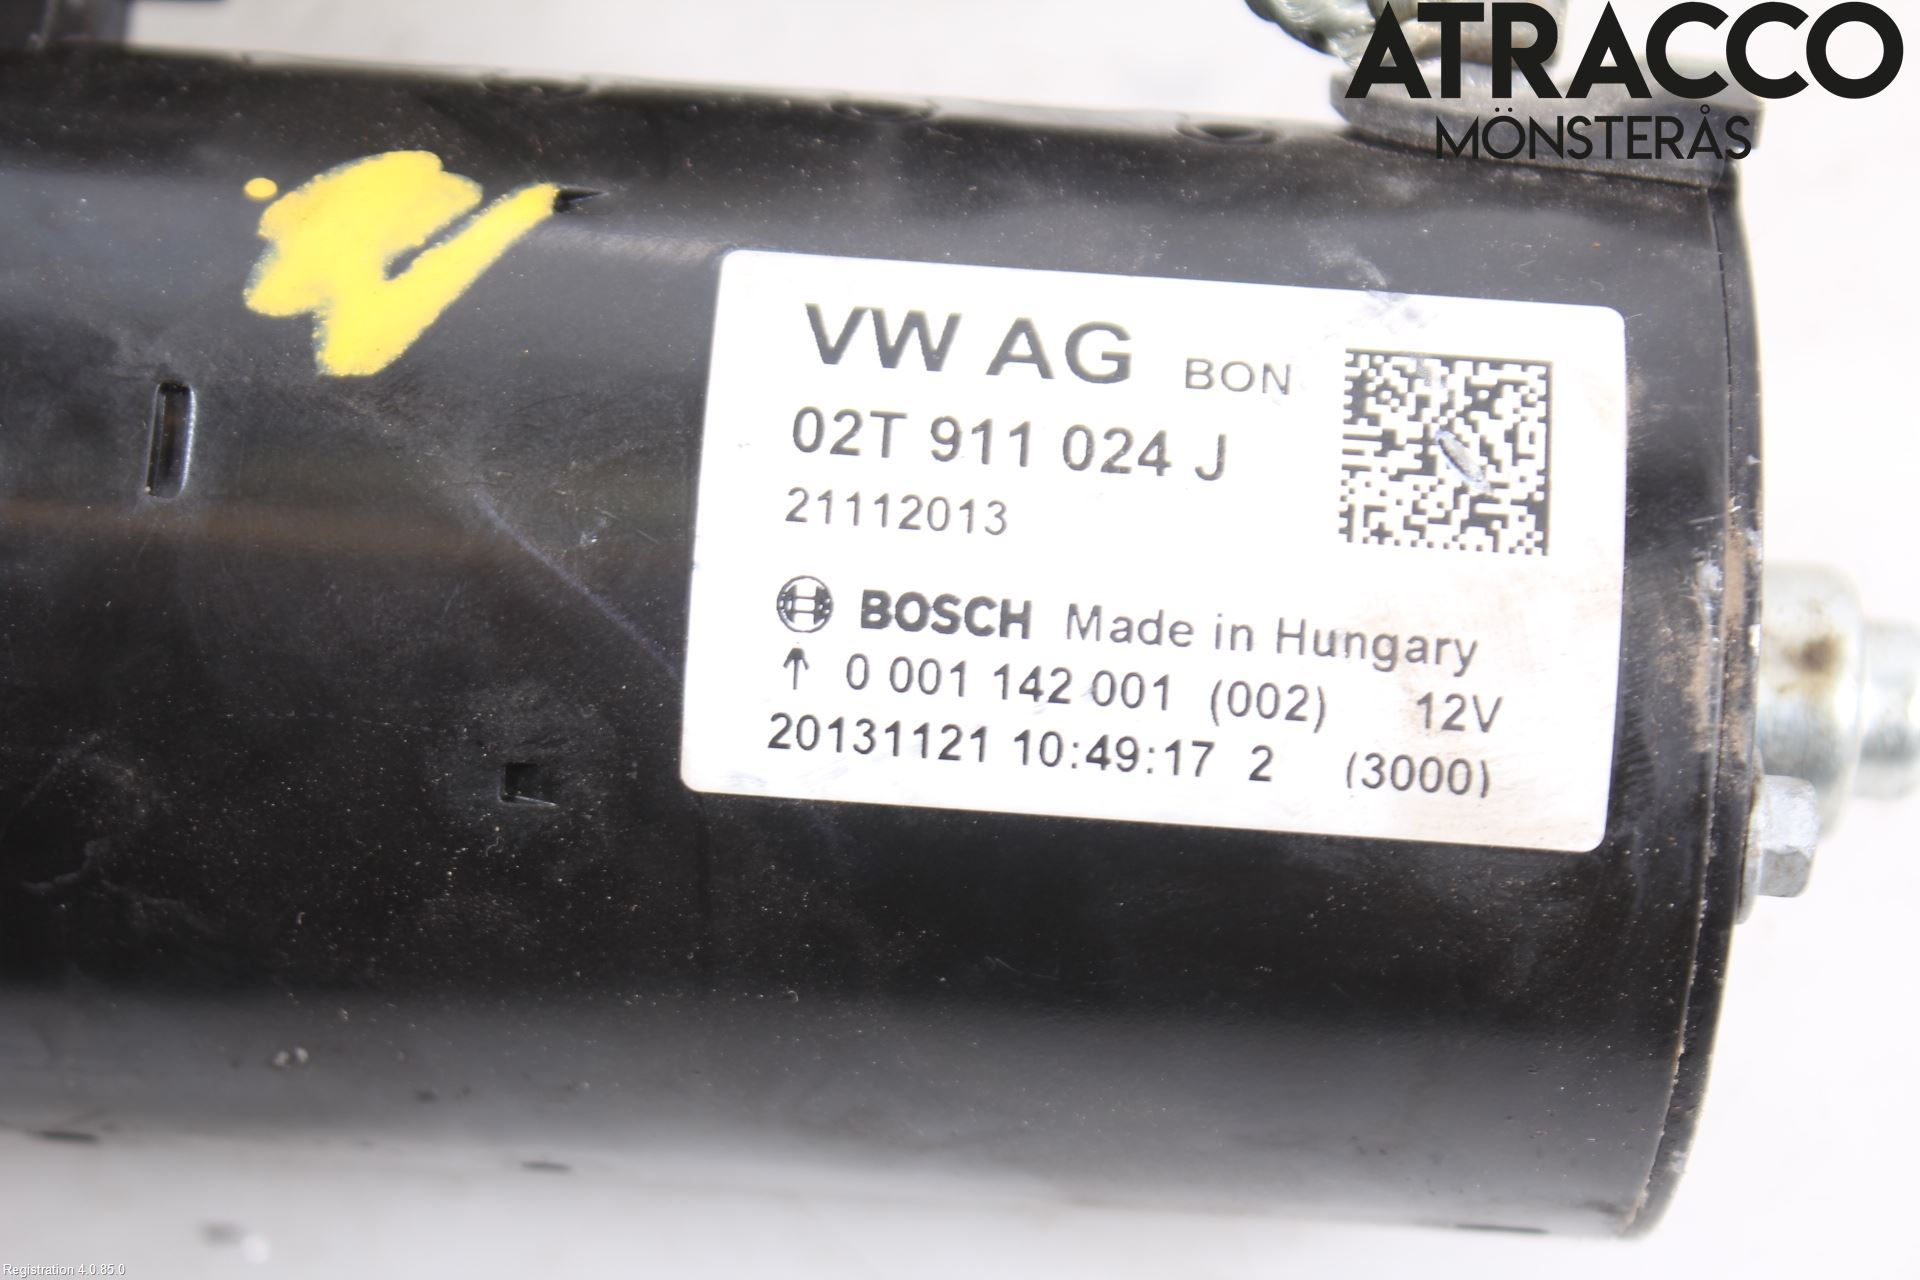 ATRACCO
MÖNSTERÅS
VW AG BON
02T 911 024 J
21112013
BOSCH Made in Hungary
↑ 0 001 142 001 (002) 12V
20131121 10:49:17 2 (3000)
Registration 4.0.85.0